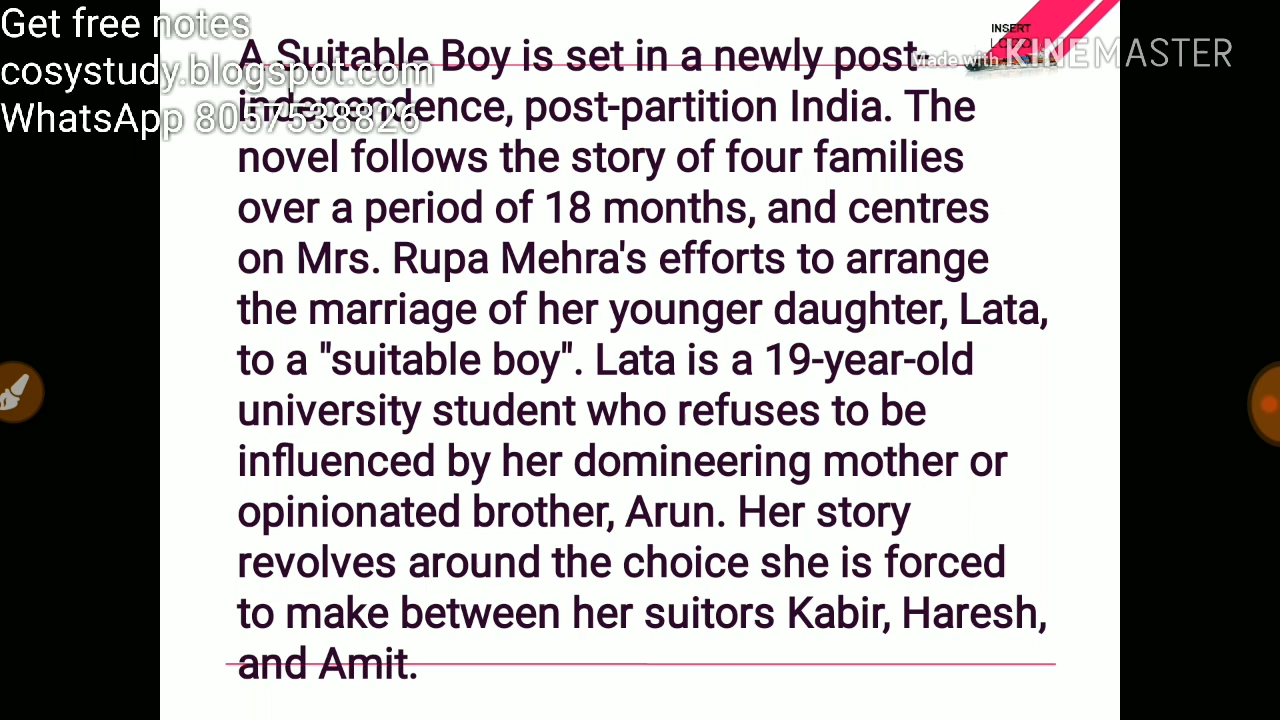 Get free notes
cosystudy.blogspot.com
WhatsApp 8057538826
INSERT
Made with KINEMASTER
A Suitable Boy is set in a newly post-
independence, post-partition India. The
novel follows the story of four families
over a period of 18 months, and centres
on Mrs. Rupa Mehra's efforts to arrange
the marriage of her younger daughter, Lata,
to a "suitable boy". Lata is a 19-year-old
university student who refuses to be
influenced by her domineering mother or
opinionated brother, Arun. Her story
revolves around the choice she is forced
to make between her suitors Kabir, Haresh,
and Amit.